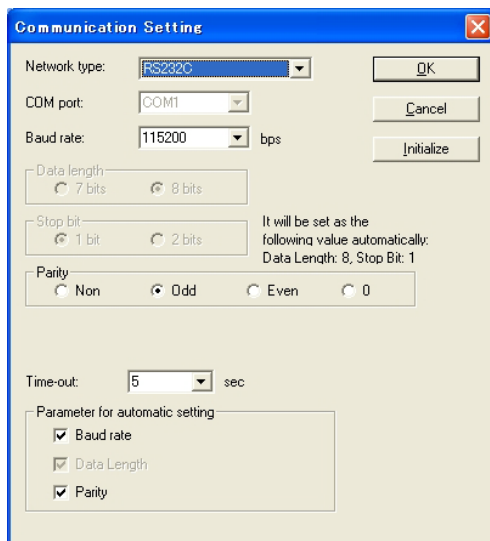 Communication Setting
Network type: RS232C
OK
COM port: COM1
Cancel
Baud rate: 115200 bps
Initialize
Data length
7 bits 8 bits
Stop bit
1 bit 2 bits
It will be set as the
following value automatically:
Data Length: 8, Stop Bit: 1
Parity
Non Odd Even 0
Time-out: 5 sec
Parameter for automatic setting
Baud rate
Data Length
Parity